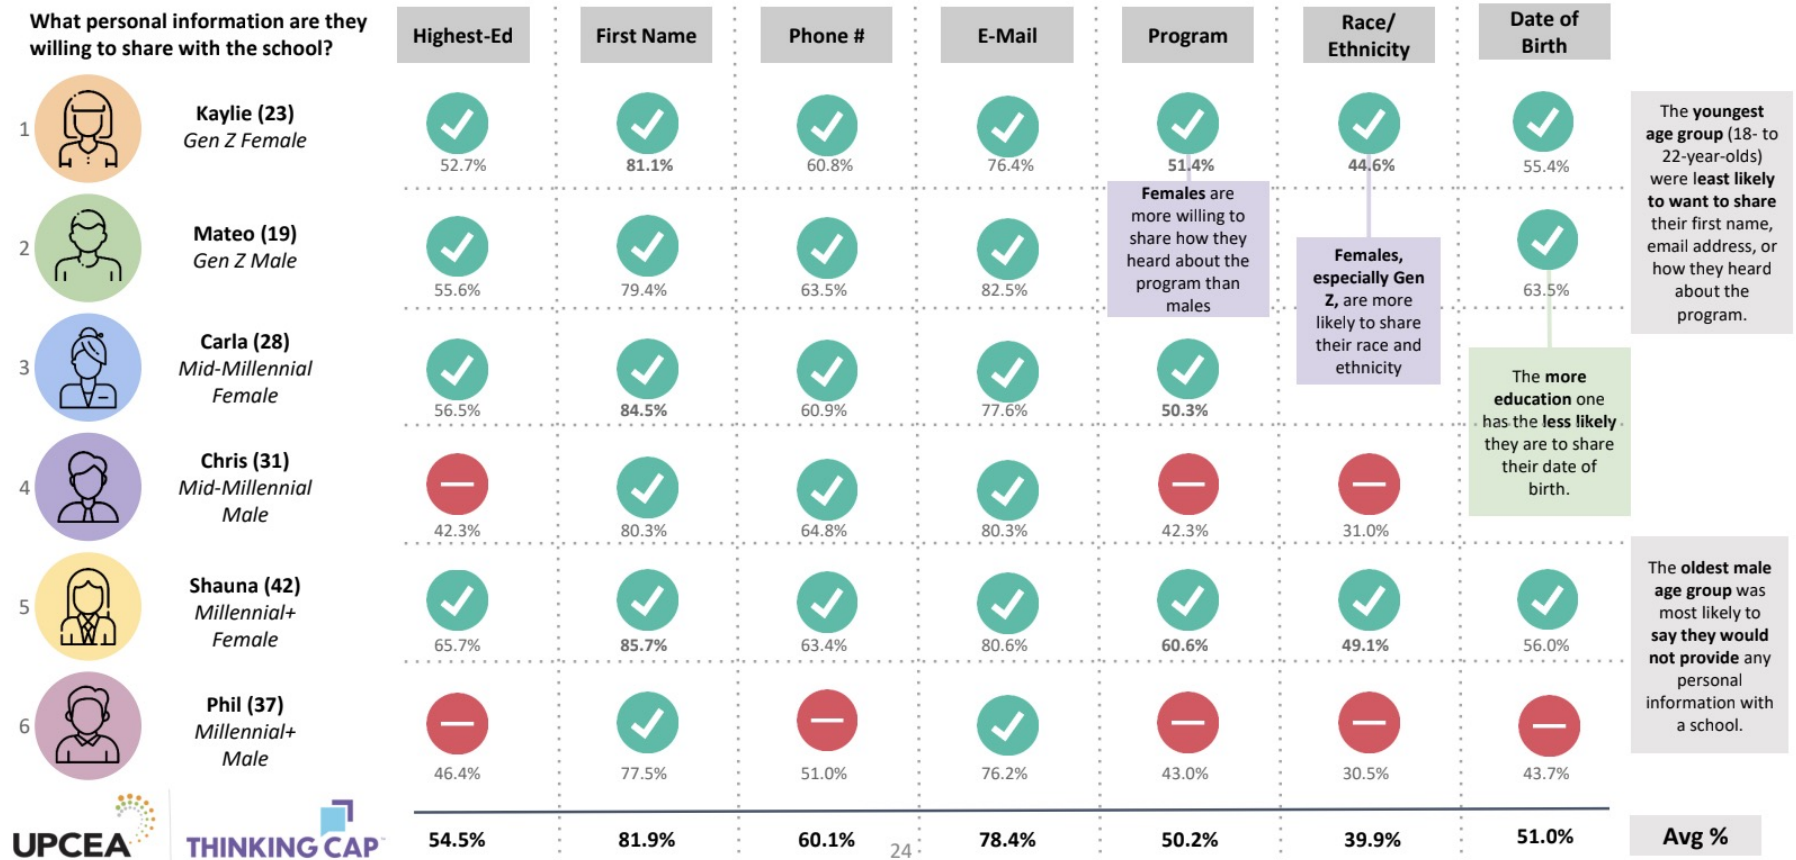 What personal information are they
willing to share with the school?
Highest-Ed
First Name
Phone #
E-Mail
Program
Race/
Ethnicity
Date of
Birth
1
Kaylie (23)
Gen Z Female
52.7%
81.1%
60.8%
76.4%
51.4%
44.6%
55.4%
2
Mateo (19)
Gen Z Male
55.6%
79.4%
63.5%
82.5%
63.5%
Females are
more willing to
share how they
heard about the
program than
males
Females,
especially Gen
Z, are more
likely to share
their race and
ethnicity
3
Carla (28)
Mid-Millennial
Female
56.5%
84.5%
60.9%
77.6%
50.3%
The more
education one
has the less likely
they are to share
their date of
birth.
4
Chris (31)
Mid-Millennial
Male
42.3%
80.3%
64.8%
80.3%
42.3%
31.0%
5
Shauna (42)
Millennial+
Female
65.7%
85.7%
63.4%
80.6%
60.6%
49.1%
56.0%
6
Phil (37)
Millennial+
Male
46.4%
77.5%
51.0%
76.2%
43.0%
30.5%
43.7%
The youngest
age group (18- to
22-year-olds)
were least likely
to want to share
their first name,
email address, or
how they heard
about the
program.
The oldest male
age group was
most likely to
say they would
not provide any
personal
information with
a school.
UPCEA
THINKING CAP™
54.5%
81.9%
60.1%
24
78.4%
50.2%
39.9%
51.0%
Avg %